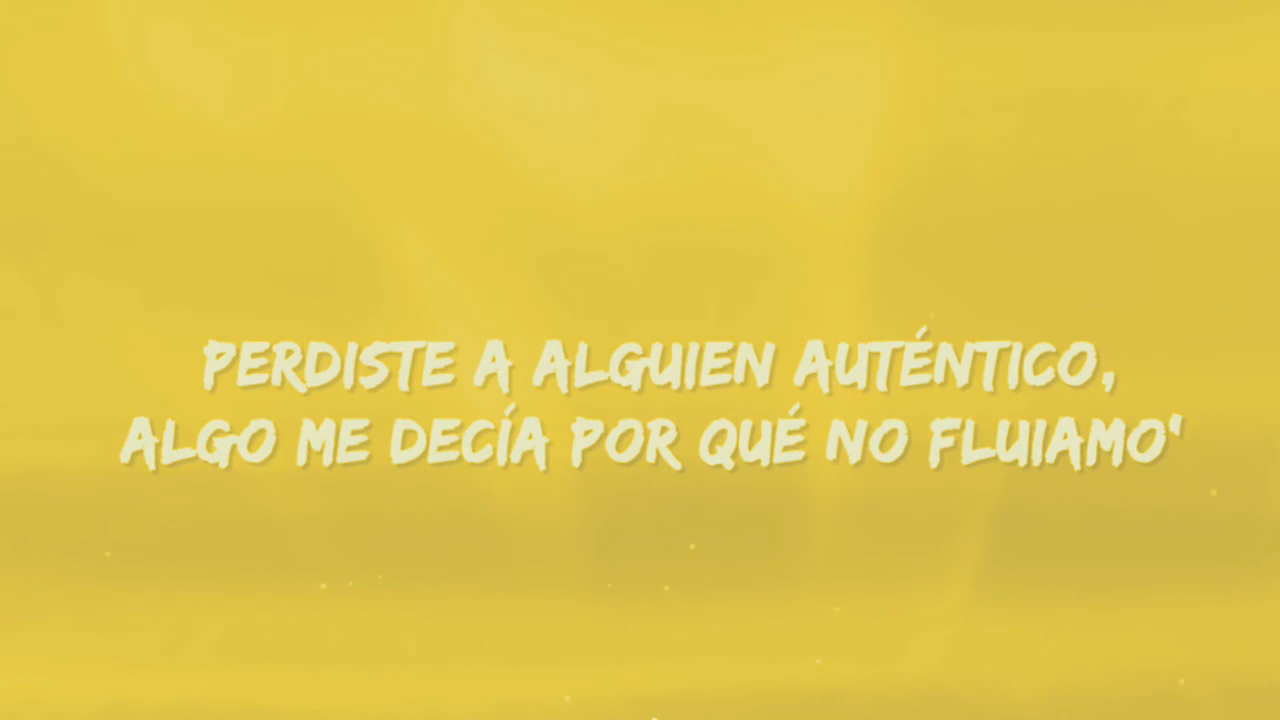 PERDISTE A ALGUIEN AUTÉNTICO,
ALGO ME DECÍA POR QUÉ NO FLUIAMO'